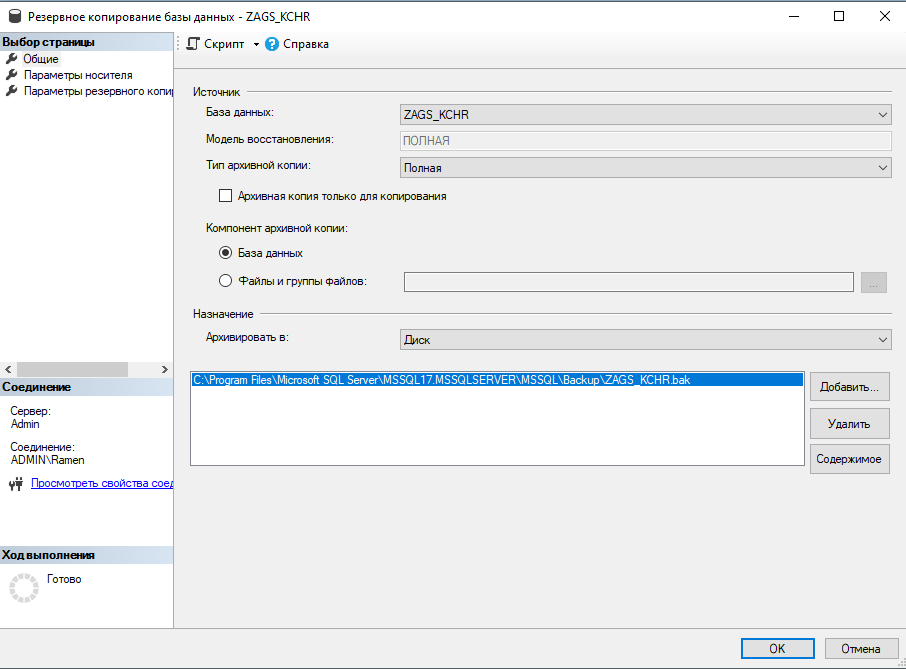 Резервное копирование базы данных - ZAGS_KCHR
Выбор страницы
Общие
Параметры носителя
Параметры резервного копир
Скрипт
Справка
Источник
База данных:
ZAGS_KCHR
Модель восстановления:
ПОЛНАЯ
Тип архивной копии:
Полная
Архивная копия только для копирования
Компонент архивной копии:
База данных
Файлы и группы файлов:
...
Назначение
Архивировать в:
Диск
C:\Program Files\Microsoft SQL Server\MSSQL17.MSSQLSERVER\MSSQL\Backup\ZAGS_KCHR.bak
Добавить...
Удалить
Содержимое
Соединение
Сервер:
Admin
Соединение:
ADMIN\Ramen
Просмотреть свойства соед
Ход выполнения
Готово
OK
Отмена